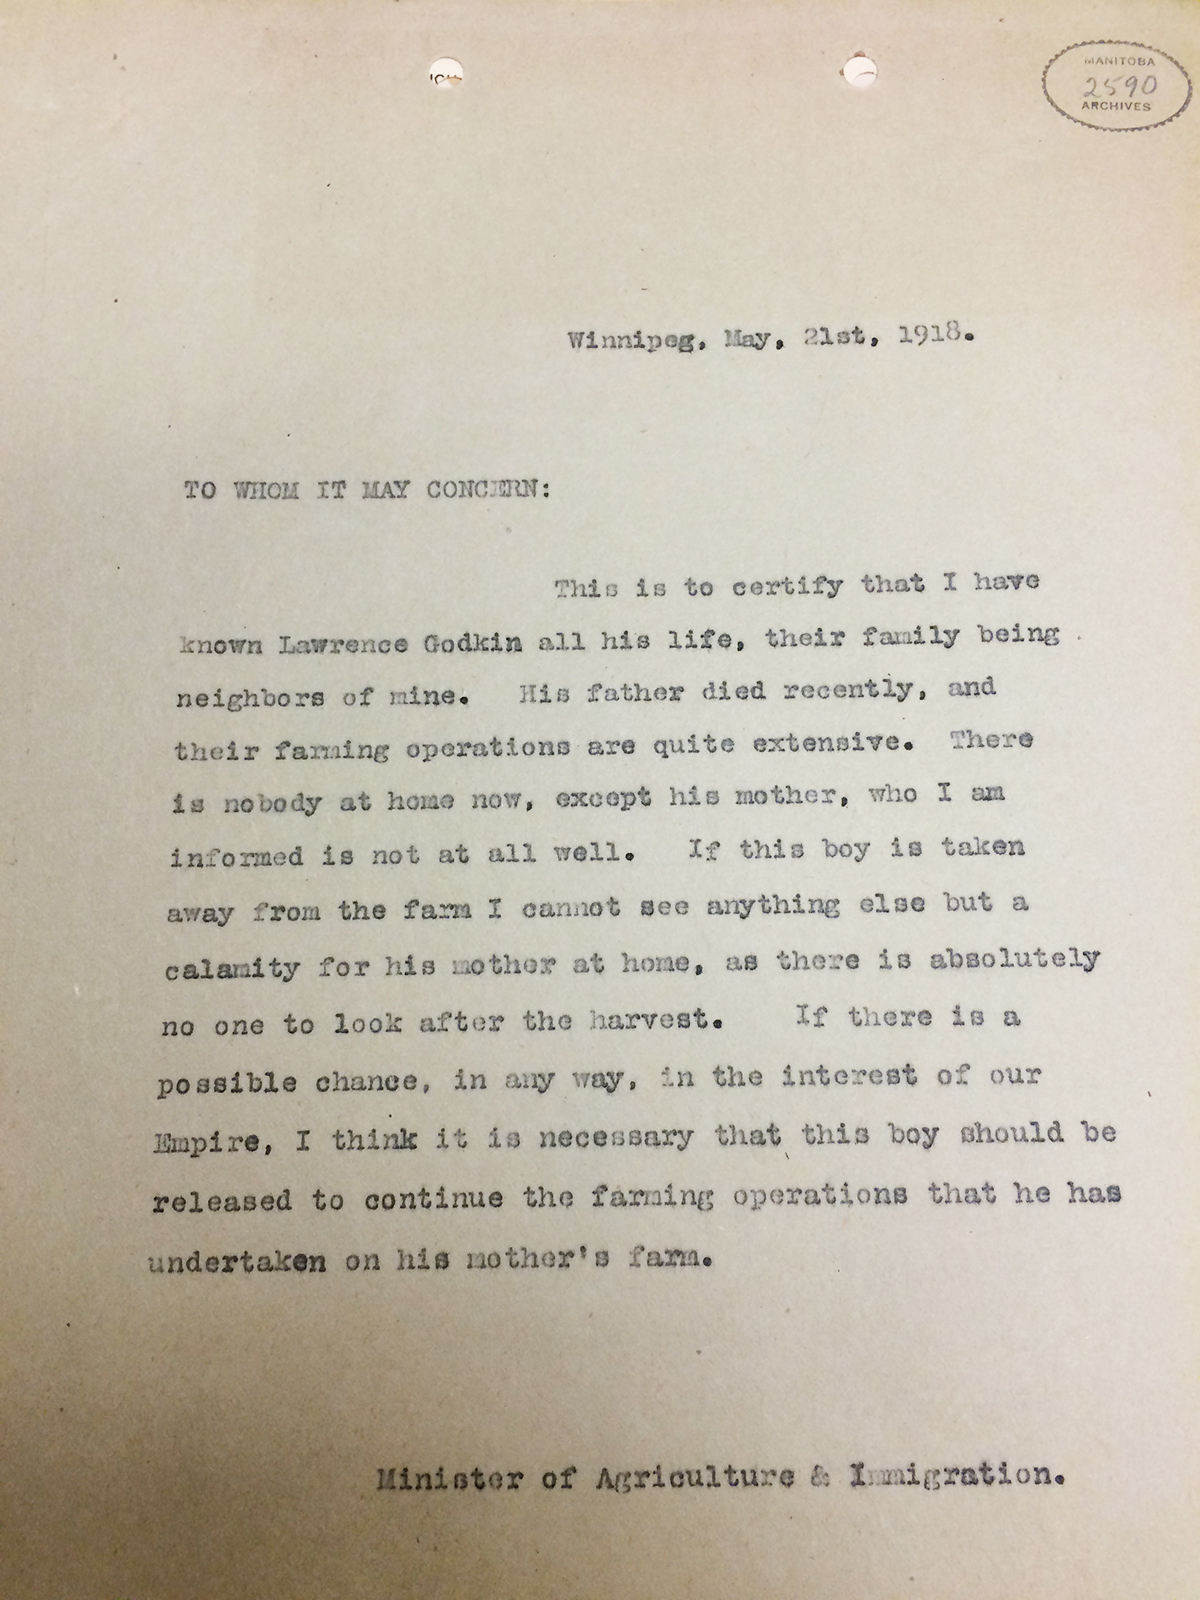 MANITOBA
2590
ARCHIVES
Winnipeg, May, 21st, 1918.
TO WHOM IT MAY CONCERN:
This is to certify that I have
known Lawrence Godkin all his life, their family being
neighbors of mine. His father died recently, and
their farming operations are quite extensive. There
is nobody at home now, except his mother, who I am
informed is not at all well. If this boy is taken
away from the farm I cannot see anything else but a
calamity for his mother at home, as there is absolutely
no one to look after the harvest. If there is a
possible chance, in any way, in the interest of our
Empire, I think it is necessary that this boy should be
released to continue the farming operations that he has
undertaken on his mother's farm.
Minister of Agriculture & Immigration.